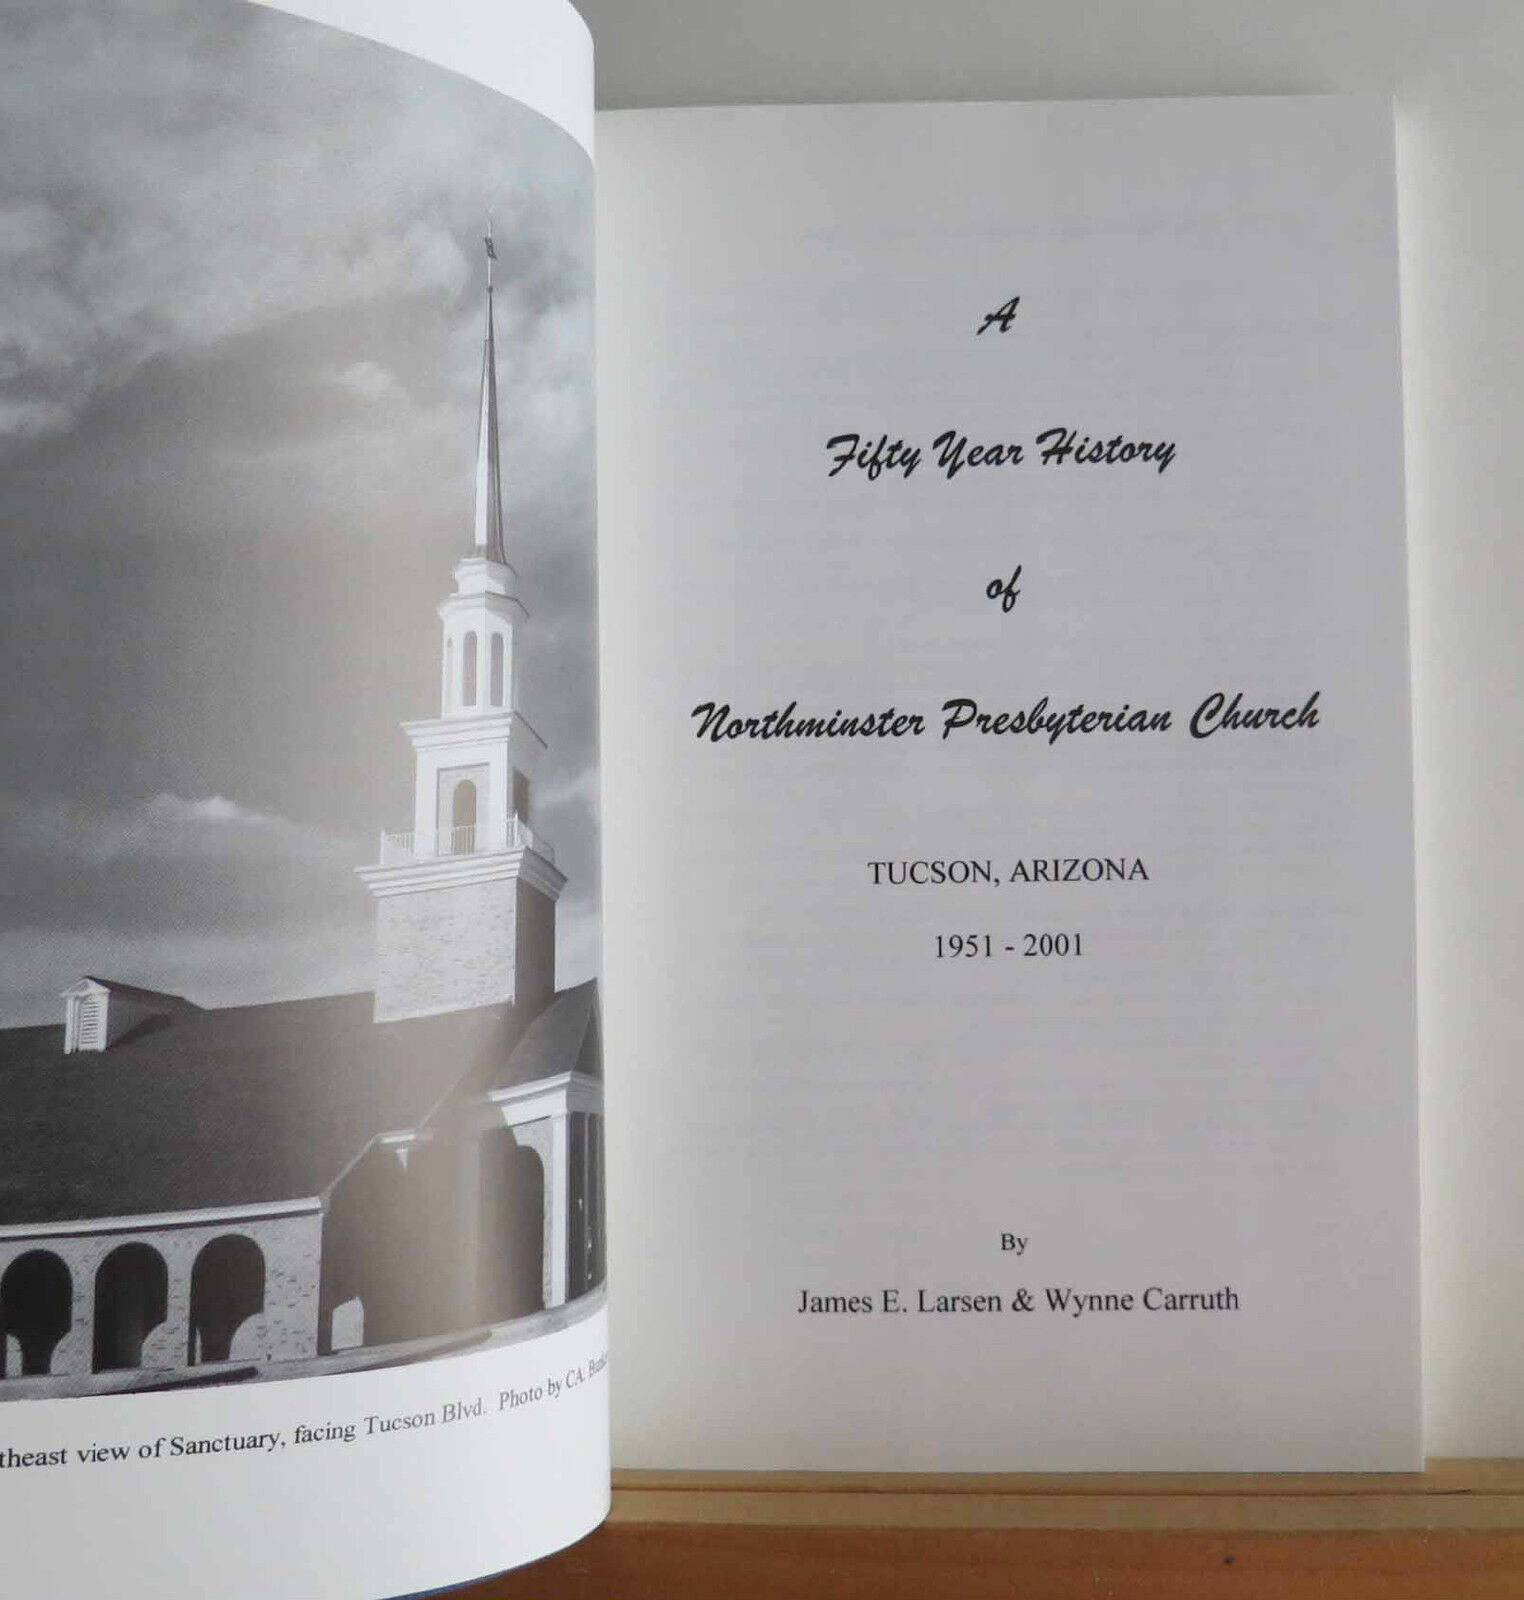 view of Sanctuary, facing Tucson Blvd. Photo by CA.
A
Fifty Year History
of
Northminster Presbyterian Church
TUCSON, ARIZONA
1951 - 2001
By
James E. Larsen & Wynne Carruth